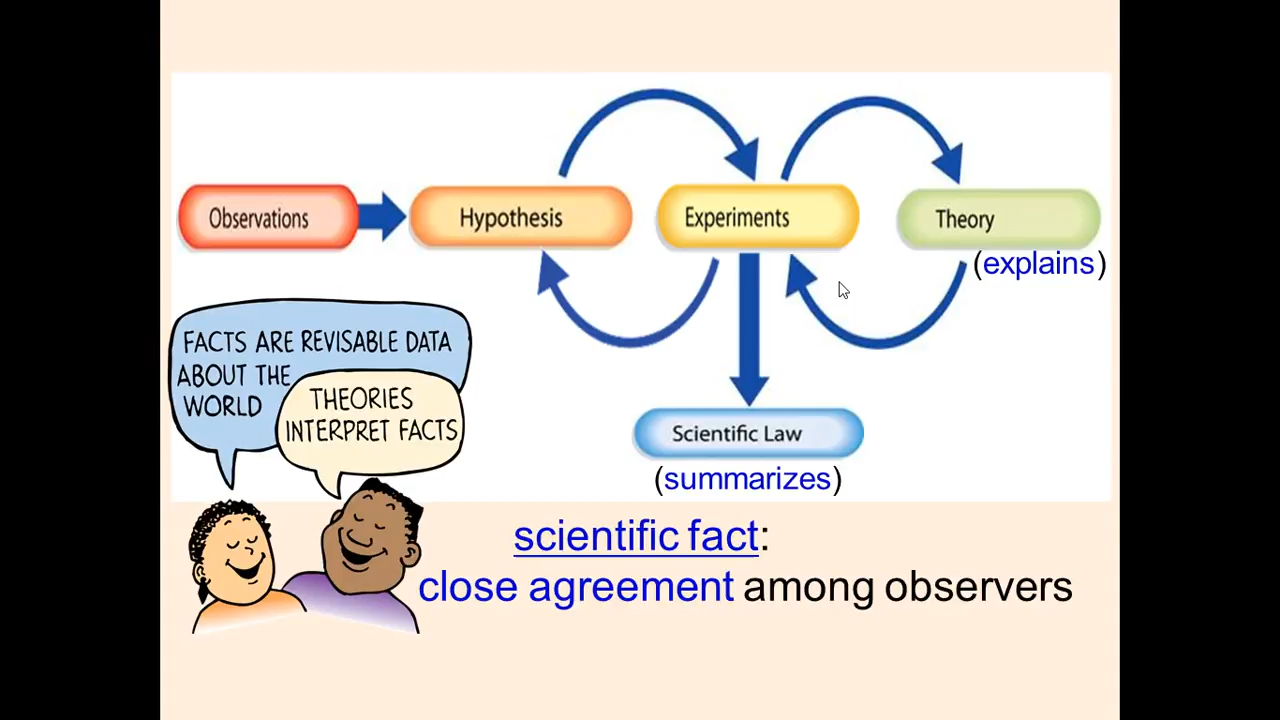 Observations
Hypothesis
Experiments
Theory
(explains)
FACTS ARE REVISABLE DATA
ABOUT THE
WORLD
THEORIES
INTERPRET FACTS
Scientific Law
(summarizes)
scientific fact:
close agreement among observers